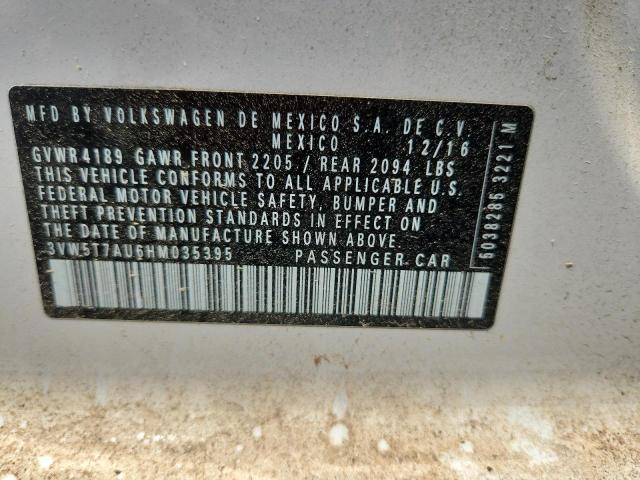 MFD BY VOLKSWAGEN DE MEXICO S.A. DE C.V.
MEXICO 12/16
GVWR 4189 GAWR FRONT 2205 / REAR 2094 LBS
THIS VEHICLE CONFORMS TO ALL APPLICABLE U.S.
FEDERAL MOTOR VEHICLE SAFETY, BUMPER AND
THEFT PREVENTION STANDARDS IN EFFECT ON
THE DATE OF MANUFACTURE SHOWN ABOVE.
3VW5T7AU6HM035395 PASSENGER CAR
6038286 3221 M